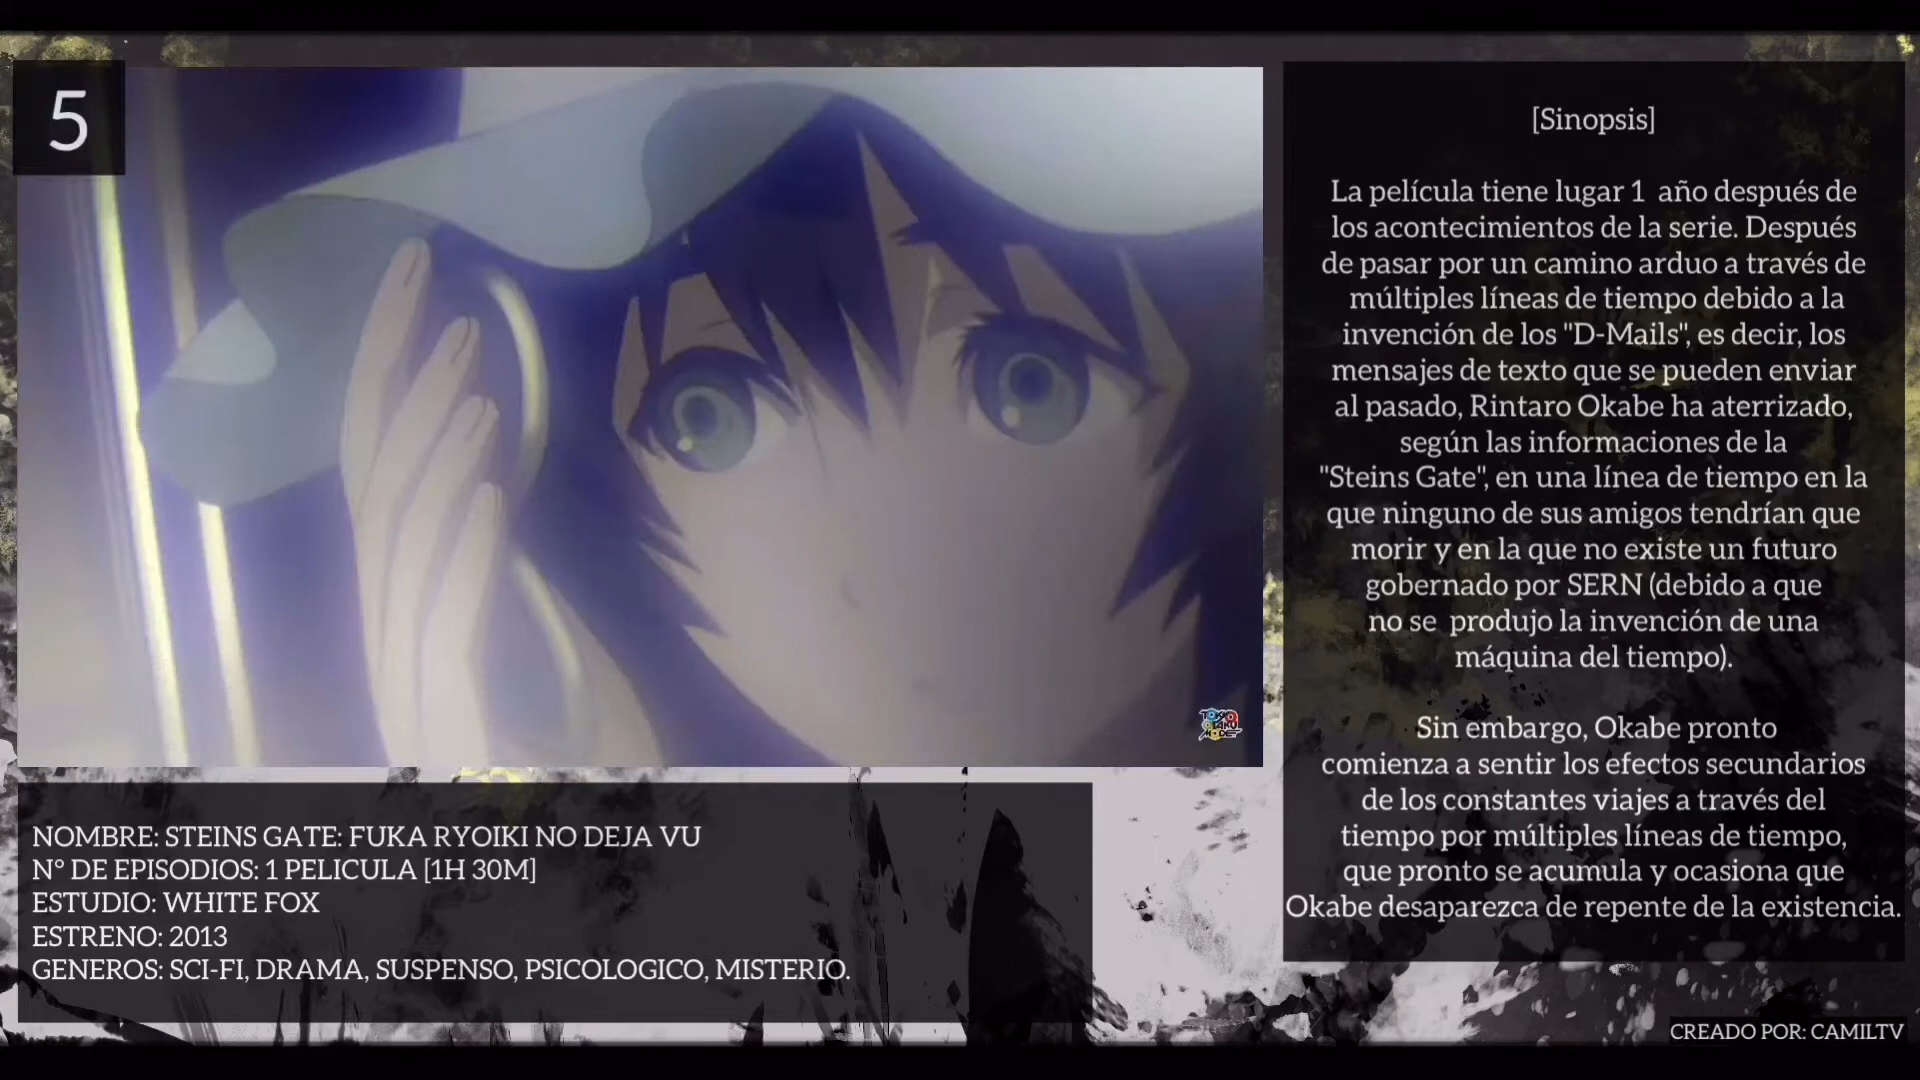 5
[Sinopsis]
La película tiene lugar 1 año después de
los acontecimientos de la serie. Después
de pasar por un camino arduo a través de
múltiples líneas de tiempo debido a la
invención de los "D-Mails", es decir, los
mensajes de texto que se pueden enviar
al pasado, Rintaro Okabe ha aterrizado,
según las informaciones de la
"Steins Gate", en una línea de tiempo en la
que ninguno de sus amigos tendrían que
morir y en la que no existe un futuro
gobernado por SERN (debido a que
no se produjo la invención de una
máquina del tiempo).
Sin embargo, Okabe pronto
comienza a sentir los efectos secundarios
de los constantes viajes a través del
tiempo por múltiples líneas de tiempo,
que pronto se acumula y ocasiona que
Okabe desaparezca de repente de la existencia.
TOKYO
OTAKU
MODE
NOMBRE: STEINS GATE: FUKA RYOIKI NO DEJA VU
N° DE EPISODIOS: 1 PELICULA [1H 30M]
ESTUDIO: WHITE FOX
ESTRENO: 2013
GENEROS: SCI-FI, DRAMA, SUSPENSO, PSICOLOGICO, MISTERIO.
CREADO POR: CAMILTV